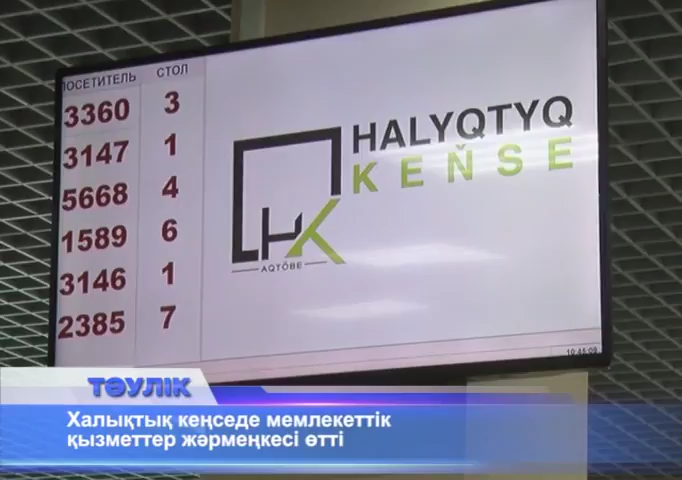 ПОСЕТИТЕЛЬ СТОЛ
3360 3
3147 1
5668 4
1589 6
3146 1
2385 7
HALYQTYQ
KEŇSE
HK
AQTÖBE
10:45:09
ТӘУЛІК
Халықтық кеңседе мемлекеттік
қызметтер жәрмеңкесі өтті